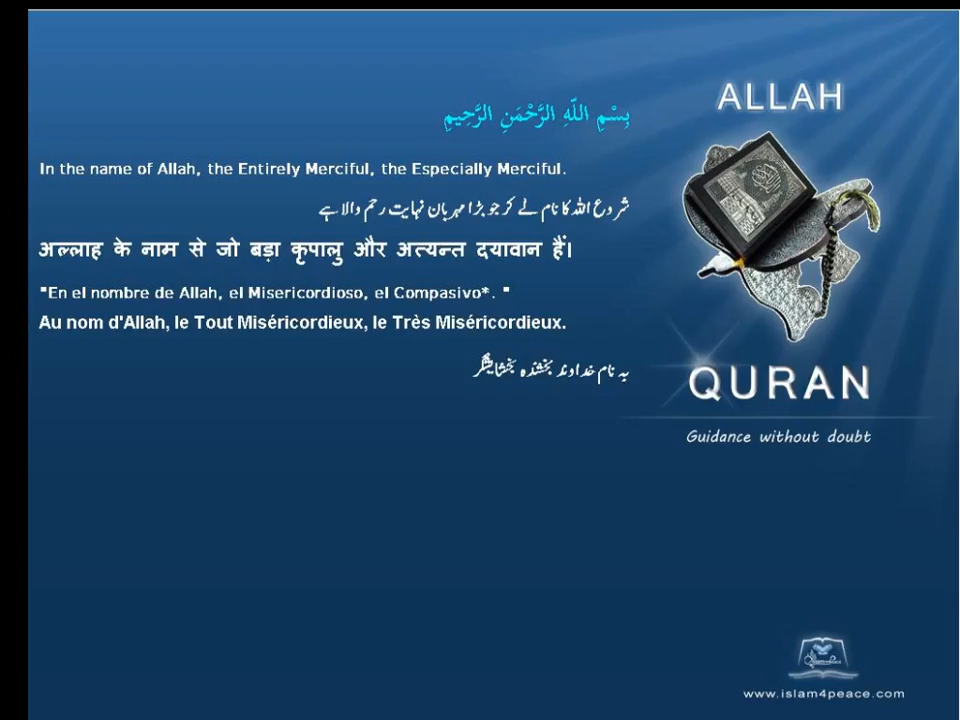 بِسْمِ اللَّهِ الرَّحْمَنِ الرَّحِيمِ
In the name of Allah, the Entirely Merciful, the Especially Merciful.
شروع الله کا نام لے کر جو بڑا مہربان نہایت رحم والا ہے
अल्लाह के नाम से जो बड़ा कृपालु और अत्यन्त दयावान हैं।
"En el nombre de Allah, el Misericordioso, el Compasivo*. "
Au nom d'Allah, le Tout Miséricordieux, le Très Miséricordieux.
به نام خداوند بخشنده بخشایشگر
ALLAH
QURAN
Guidance without doubt
www.islam4peace.com